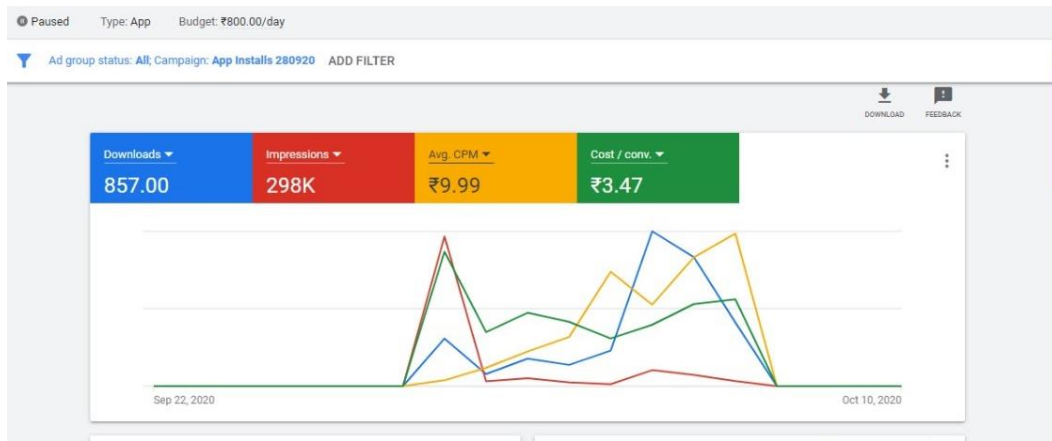 Paused Type: App Budget: ₹800.00/day
Ad group status: All; Campaign: App Installs 280920 ADD FILTER
DOWNLOAD FEEDBACK
Downloads Impressions Avg. CPM Cost / conv.
857.00 298K ₹9.99 ₹3.47
Sep 22, 2020 Oct 10, 2020